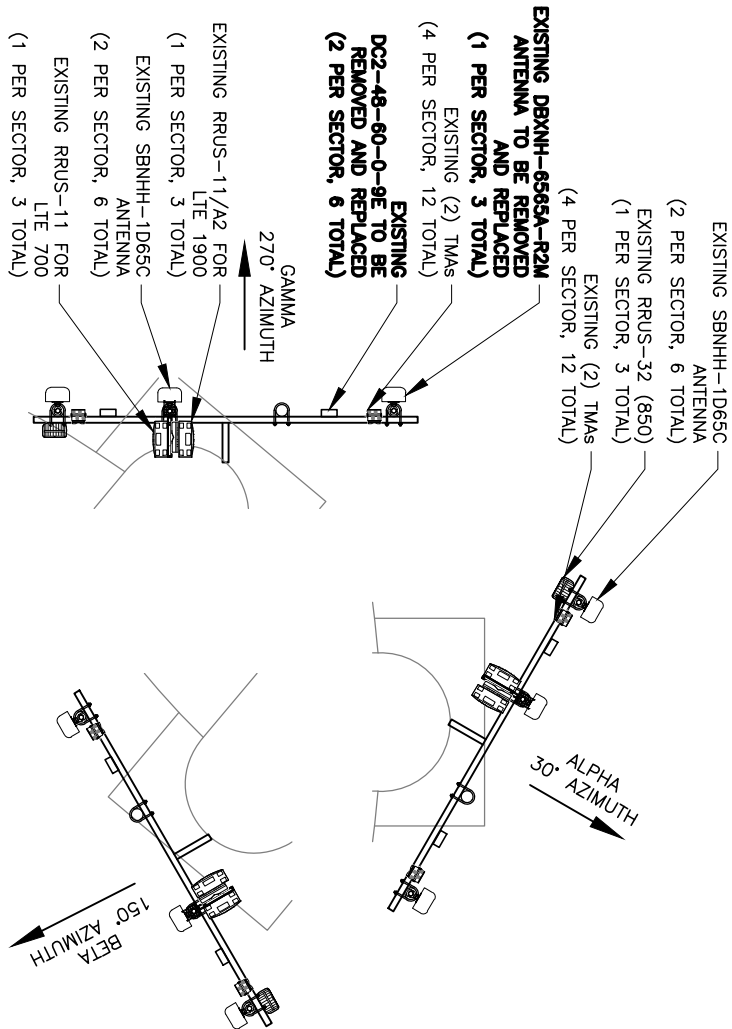 EXISTING SBNHH-1D65C
ANTENNA
(2 PER SECTOR, 6 TOTAL)
EXISTING RRUS-32 (850)
(1 PER SECTOR, 3 TOTAL)
EXISTING (2) TMAs
(4 PER SECTOR, 12 TOTAL)
EXISTING DBXNH-6565A-R2M
ANTENNA TO BE REMOVED
AND REPLACED
(1 PER SECTOR, 3 TOTAL)
EXISTING (2) TMAs
(4 PER SECTOR, 12 TOTAL)
EXISTING
DC2-48-60-0-9E TO BE
REMOVED AND REPLACED
(2 PER SECTOR, 6 TOTAL)
GAMMA
270° AZIMUTH
EXISTING RRUS-11/A2 FOR
LTE 1900
(1 PER SECTOR, 3 TOTAL)
EXISTING SBNHH-1D65C
ANTENNA
(2 PER SECTOR, 6 TOTAL)
EXISTING RRUS-11 FOR
LTE 700
(1 PER SECTOR, 3 TOTAL)
ALPHA
30° AZIMUTH
BETA
150° AZIMUTH